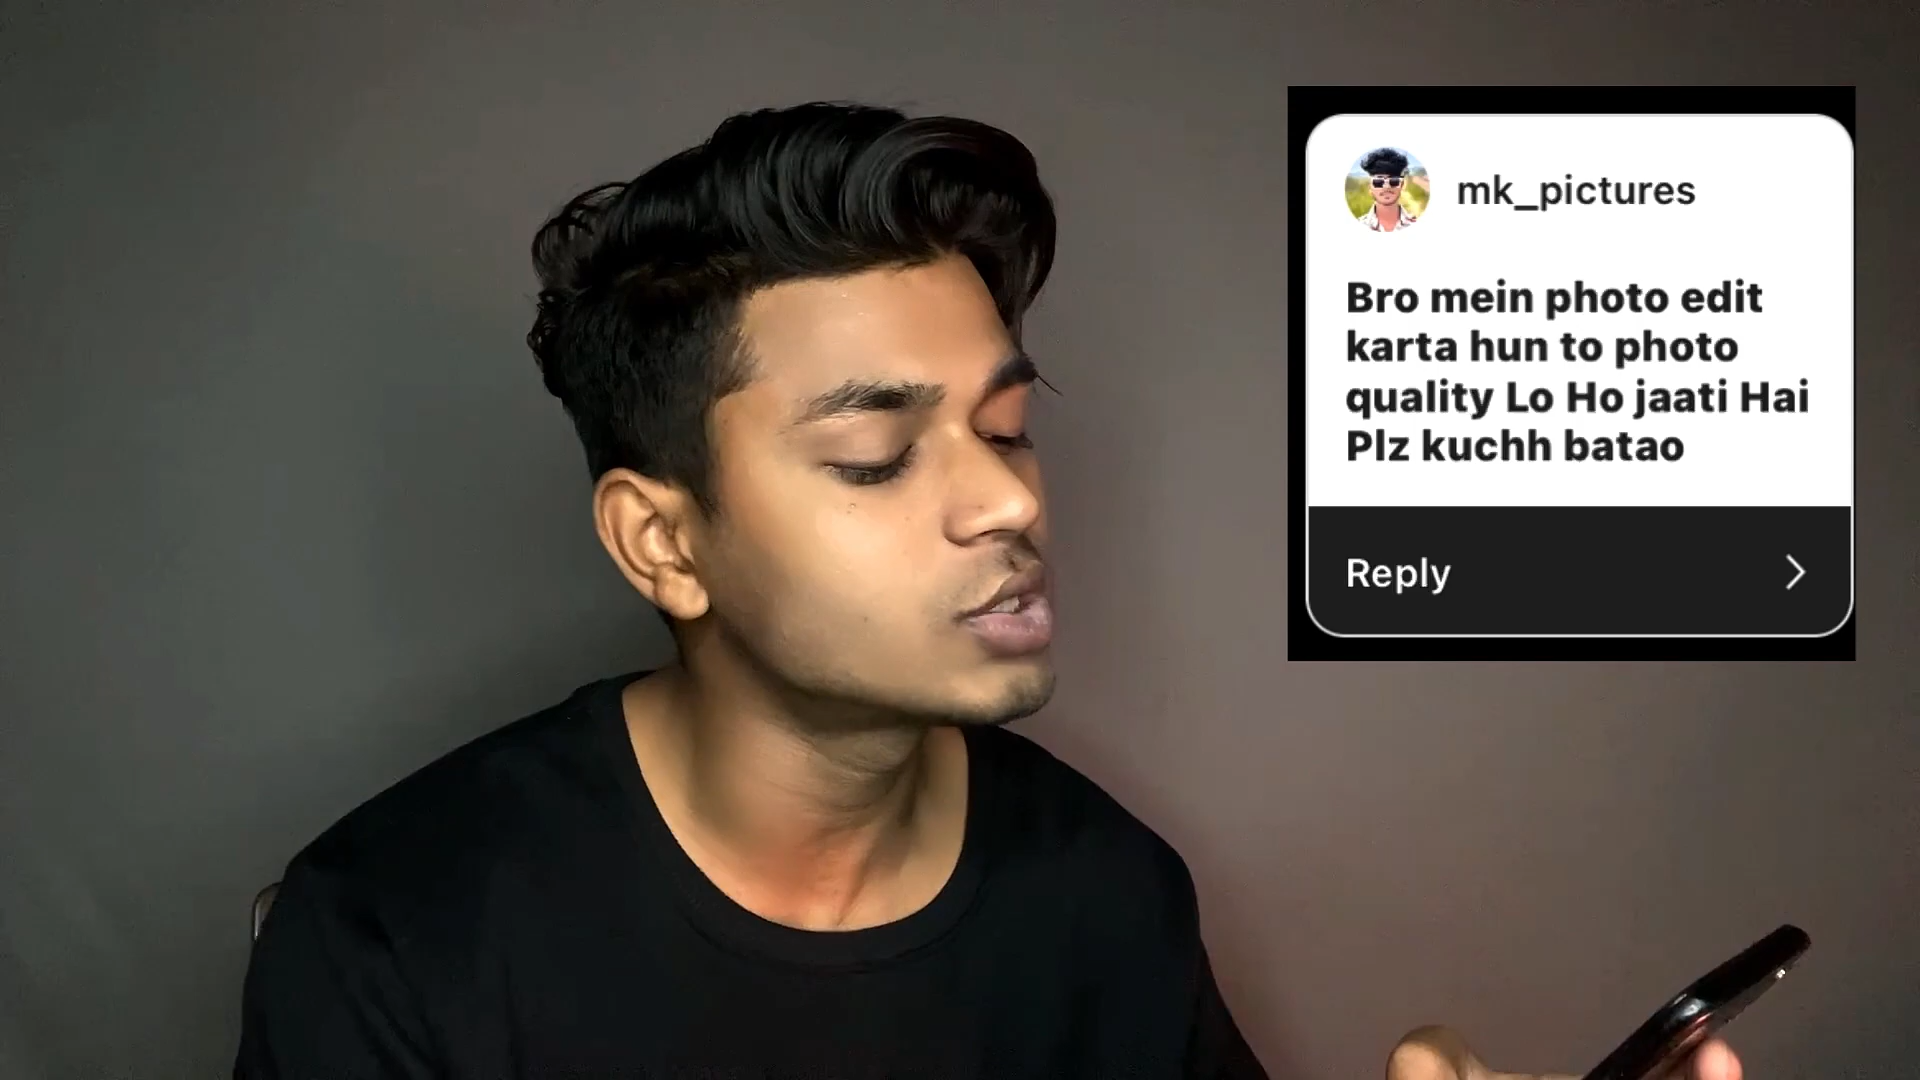 mk_pictures
Bro mein photo edit
karta hun to photo
quality Lo Ho jaati Hai
Plz kuchh batao
Reply